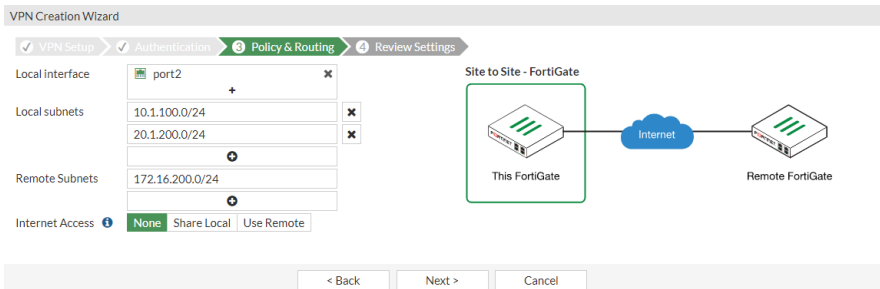 VPN Creation Wizard
VPN Setup
Authentication
3 Policy & Routing
4 Review Settings
Local interface
port2
Local subnets
10.1.100.0/24
20.1.200.0/24
Remote Subnets
172.16.200.0/24
Internet Access
None Share Local Use Remote
Site to Site - FortiGate
Internet
This FortiGate
Remote FortiGate
< Back
Next >
Cancel